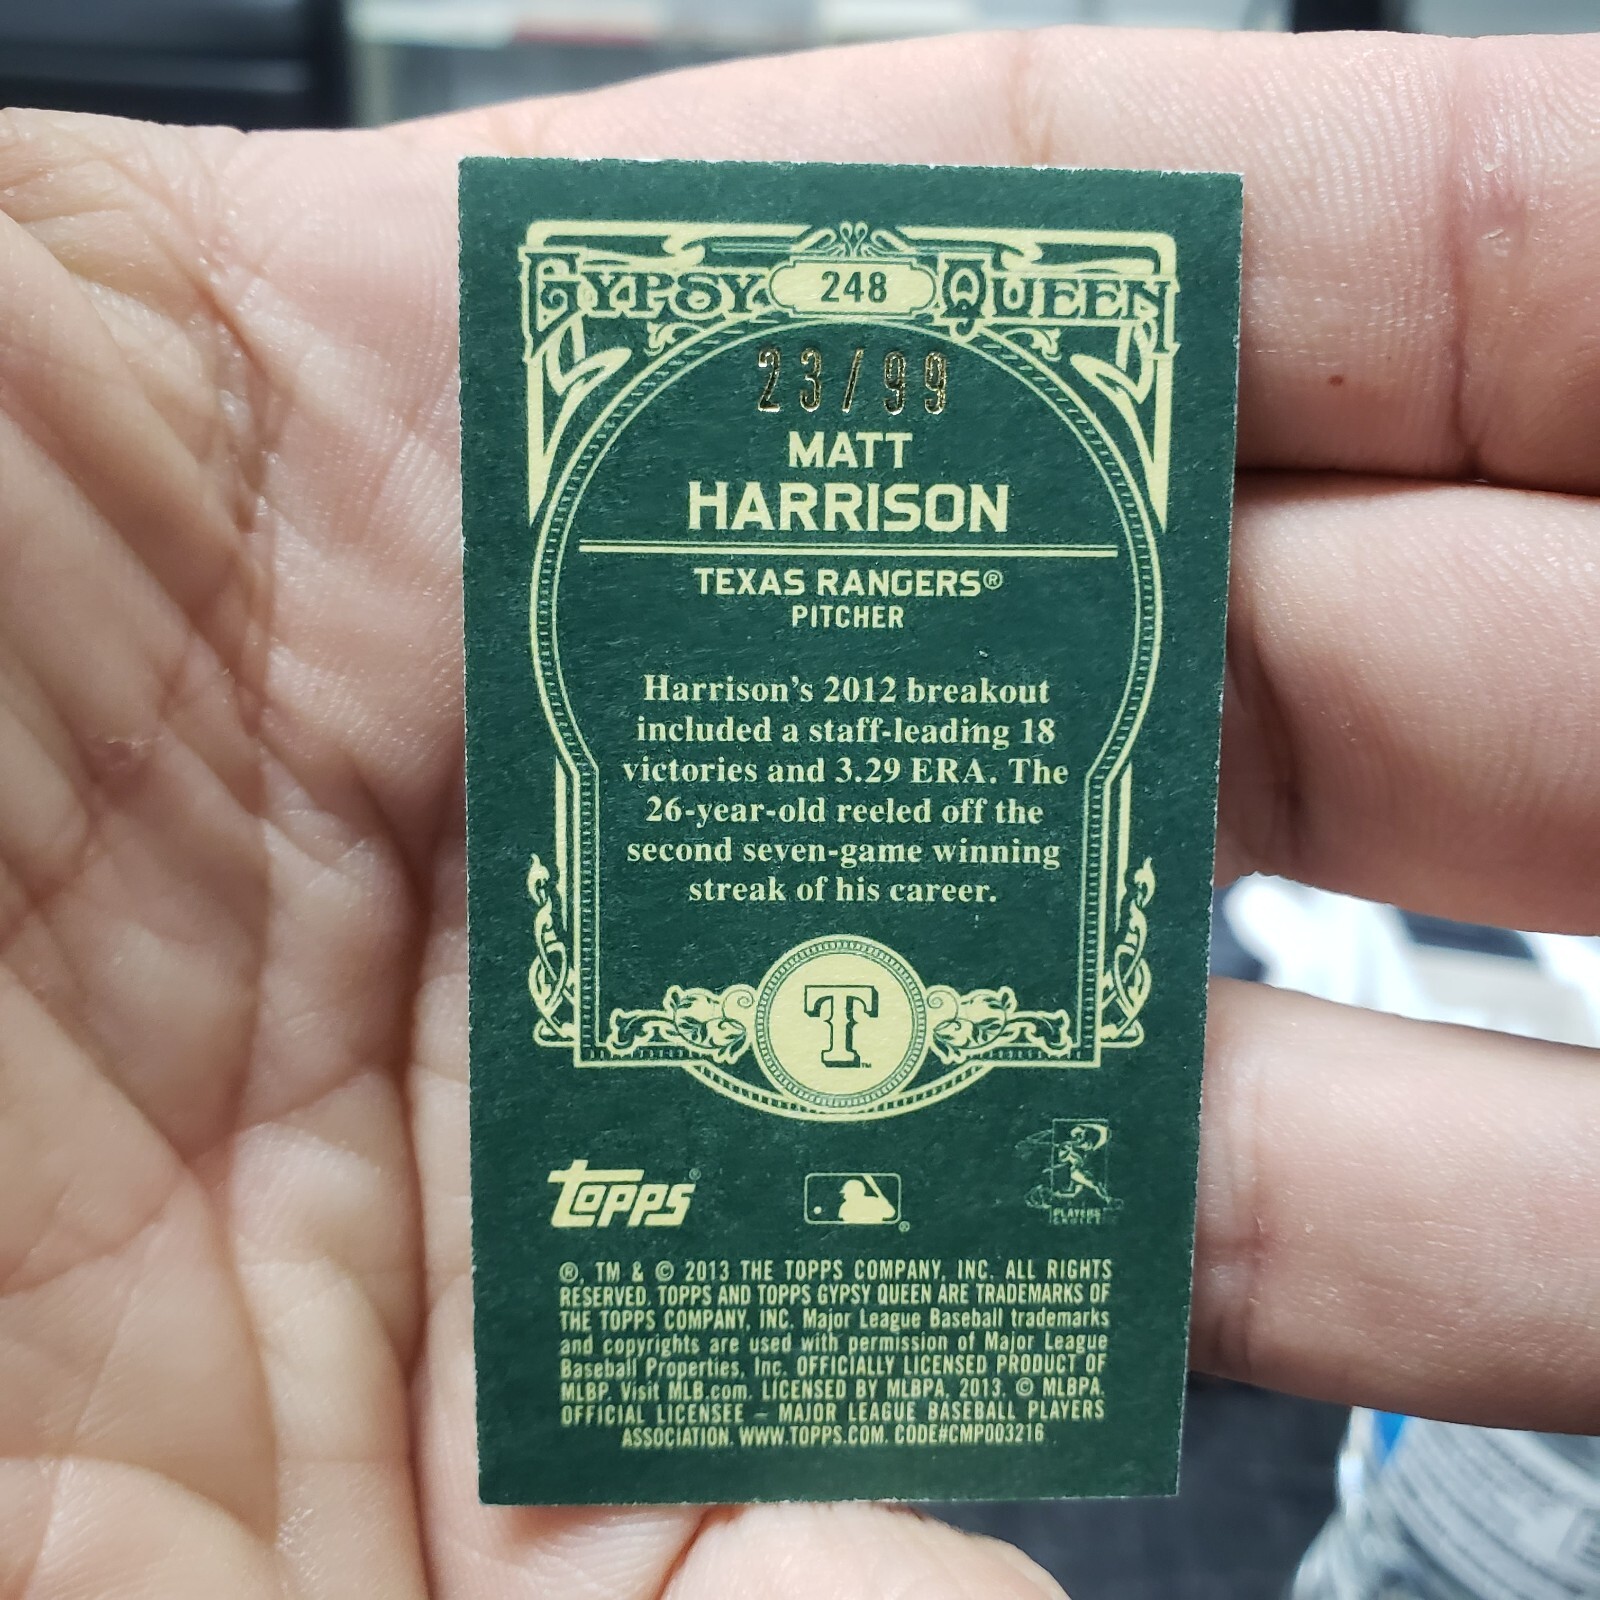 GYPSY 248 QUEEN
23/99
MATT
HARRISON
TEXAS RANGERS®
PITCHER
Harrison's 2012 breakout
included a staff-leading 18
victories and 3.29 ERA. The
26-year-old reeled off the
second seven-game winning
streak of his career.
T™
TOPPS®
®
PLAYERS
CHOICE
®, TM & © 2013 THE TOPPS COMPANY, INC. ALL RIGHTS
RESERVED. TOPPS AND TOPPS GYPSY QUEEN ARE TRADEMARKS OF
THE TOPPS COMPANY, INC. Major League Baseball trademarks
and copyrights are used with permission of Major League
Baseball Properties, Inc. OFFICIALLY LICENSED PRODUCT OF
MLBP. Visit MLB.com. LICENSED BY MLBPA, 2013. © MLBPA.
OFFICIAL LICENSEE – MAJOR LEAGUE BASEBALL PLAYERS
ASSOCIATION. WWW.TOPPS.COM. CODE#CMP003216